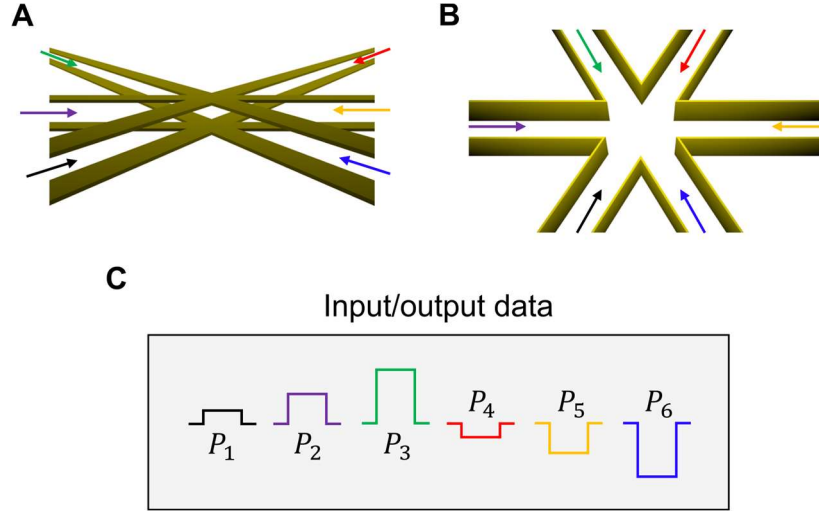 A
B
C
Input/output data
P₁ P₂ P₃ P₄ P₅ P₆